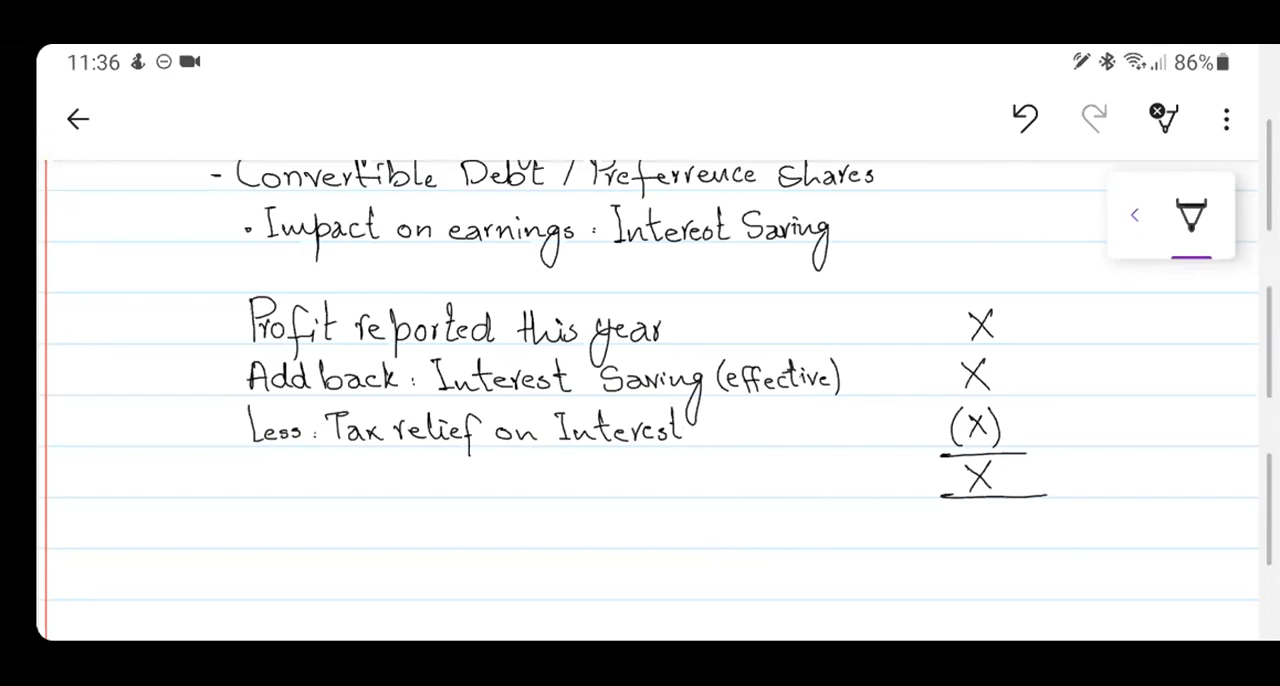 11:36 86%
- Convertible Debt / Preferrence Shares
• Impact on earnings : Interest Saving
Profit reported this year X
Add back : Interest Saving (effective) X
Less : Tax relief on Interest (X)
X